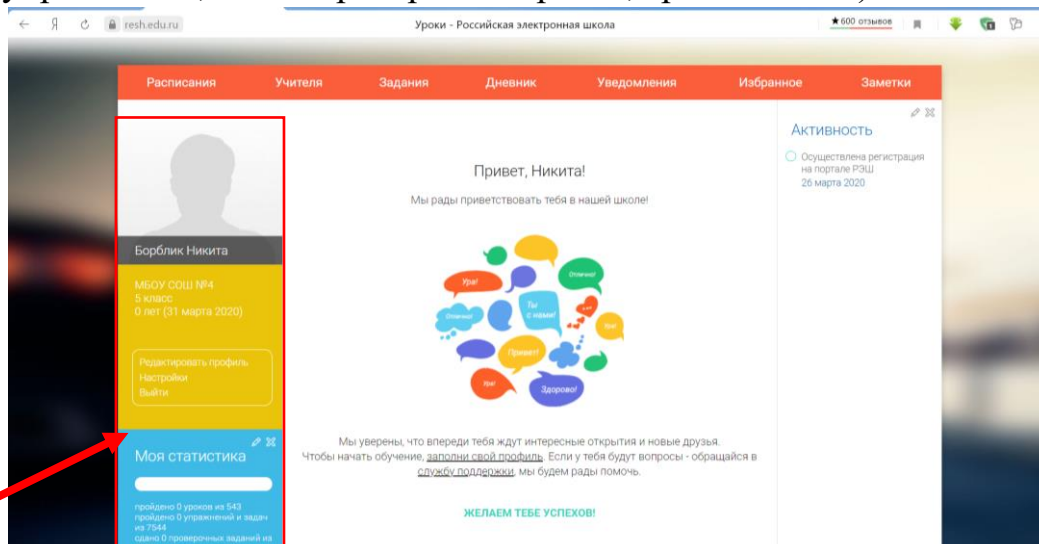 resh.edu.ru
Уроки - Российская электронная школа
★ 600 отзывов
Расписания
Учителя
Задания
Дневник
Уведомления
Избранное
Заметки
Борблик Никита
МБОУ СОШ №4
5 класс
0 лет (31 марта 2020)
Редактировать профиль
Настройки
Выйти
Моя статистика
пройдено 0 уроков из 543
пройдено 0 упражнений и задач
из 7544
сдано 0 проверочных заданий из
Привет, Никита!
Мы рады приветствовать тебя в нашей школе!
Ура!
Отлично!
Ты
с нами!
Отлично!
Привет!
Ура!
Здорово!
Мы уверены, что впереди тебя ждут интересные открытия и новые друзья.
Чтобы начать обучение, заполни свой профиль. Если у тебя будут вопросы - обращайся в
службу поддержки, мы будем рады помочь.
ЖЕЛАЕМ ТЕБЕ УСПЕХОВ!
Активность
Осуществлена регистрация
на портале РЭШ
26 марта 2020